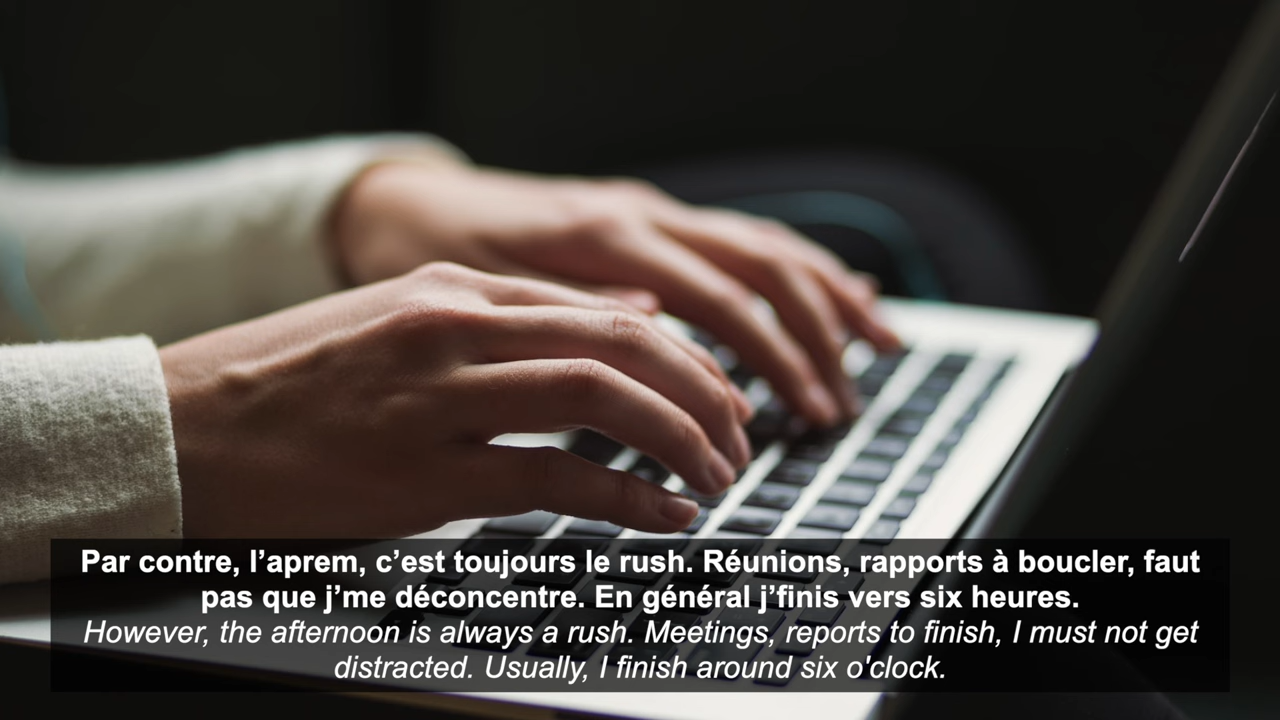 Par contre, l’aprem, c’est toujours le rush. Réunions, rapports à boucler, faut
pas que j’me déconcentre. En général j’finis vers six heures.
However, the afternoon is always a rush. Meetings, reports to finish, I must not get
distracted. Usually, I finish around six o'clock.